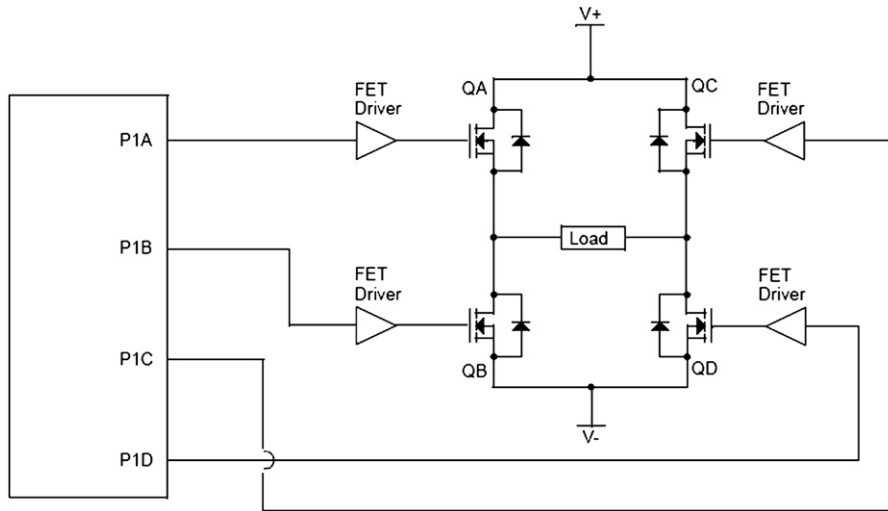 V+
QA
QC
FET
Driver
FET
Driver
P1A
P1B
Load
FET
Driver
FET
Driver
P1C
QB
QD
V-
P1D